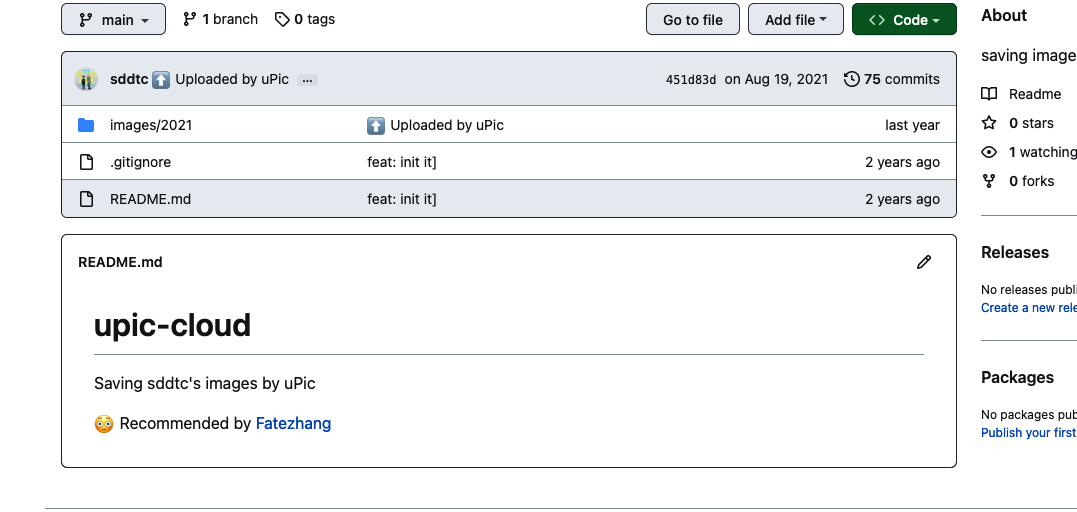 main 1 branch 0 tags Go to file Add file <> Code
sddtc ⬆️ Uploaded by uPic ... 451d83d on Aug 19, 2021 75 commits
images/2021 ⬆️ Uploaded by uPic last year
.gitignore feat: init it] 2 years ago
README.md feat: init it] 2 years ago
README.md
upic-cloud
Saving sddtc's images by uPic
😳 Recommended by Fatezhang
About
saving image
Readme
0 stars
1 watching
0 forks
Releases
No releases publi
Create a new rele
Packages
No packages pub
Publish your first